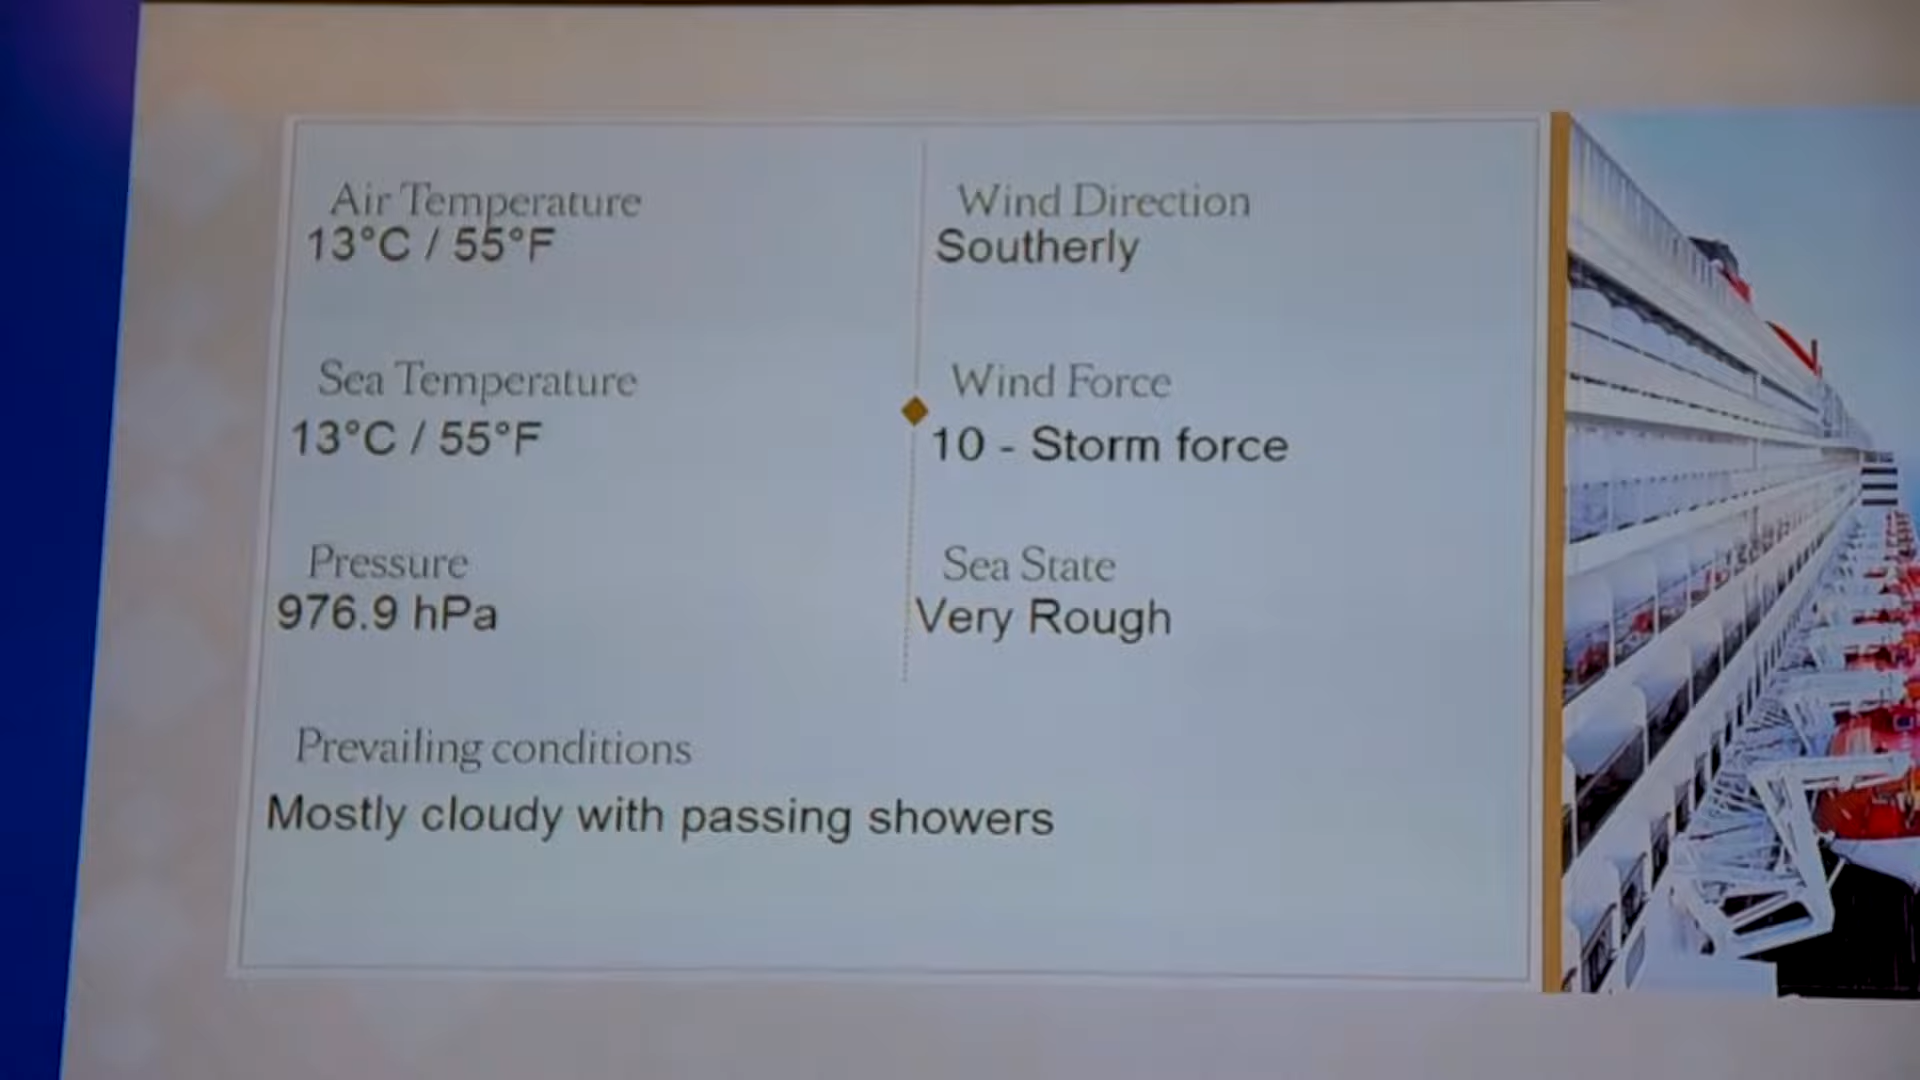 Air Temperature
13°C / 55°F
Sea Temperature
13°C / 55°F
Pressure
976.9 hPa
Wind Direction
Southerly
Wind Force
10 - Storm force
Sea State
Very Rough
Prevailing conditions
Mostly cloudy with passing showers